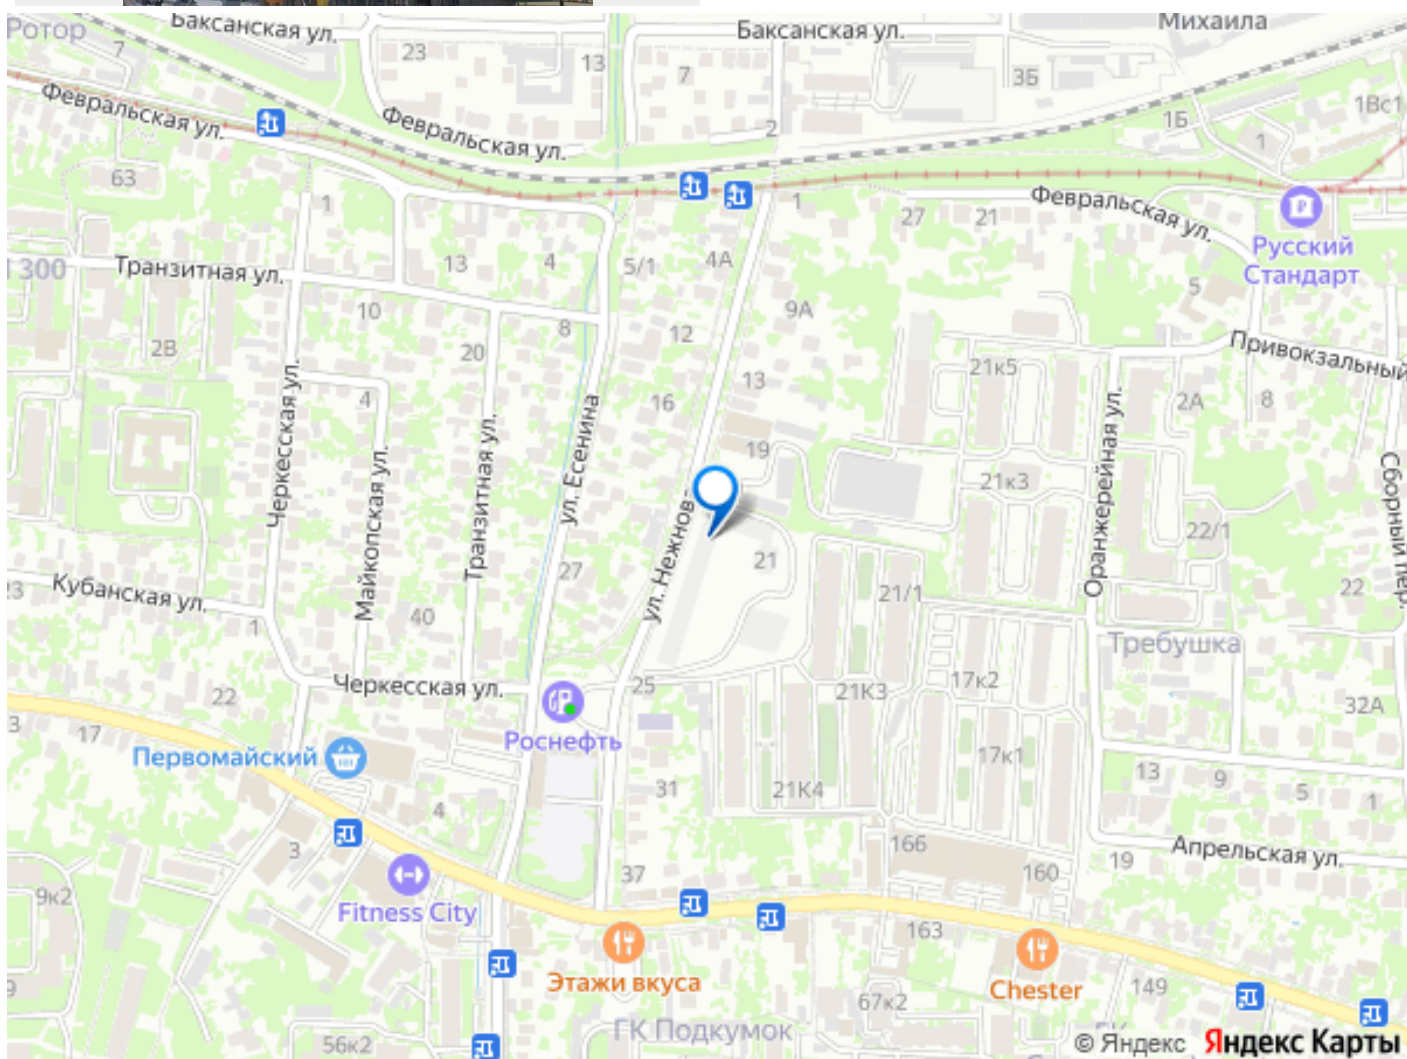 Ротор
Баксанская ул.
Баксанская ул.
Михаила
7
23
13
7
3Б
1Б
1Вс1
Февральская ул.
Февральская ул.
2
1
63
1
1
27
21
Февральская ул.
Русский
Стандарт
300
Транзитная ул.
13
4
5/1
4А
5
10
8
12
9А
2В
20
21к5
Привокзальный
Черкесская ул.
4
16
13
2А
8
Майкопская ул.
Транзитная ул.
ул. Есенина
19
21к3
Оранжерейная ул.
Сборный пер.
ул. Нежнова
22/1
21
27
21/1
22
Кубанская ул.
23
1
40
Требушка
Черкесская ул.
22
25
21К3
17к2
32А
3
17
Роснефть
Первомайский
17к1
31
21К4
13
9
5
1
4
3
166
Апрельская ул.
19
37
160
9к2
Fitness City
163
Этажи вкуса
Chester
149
9
67к2
ГК Подкумок
56к2
© Яндекс Яндекс Карты